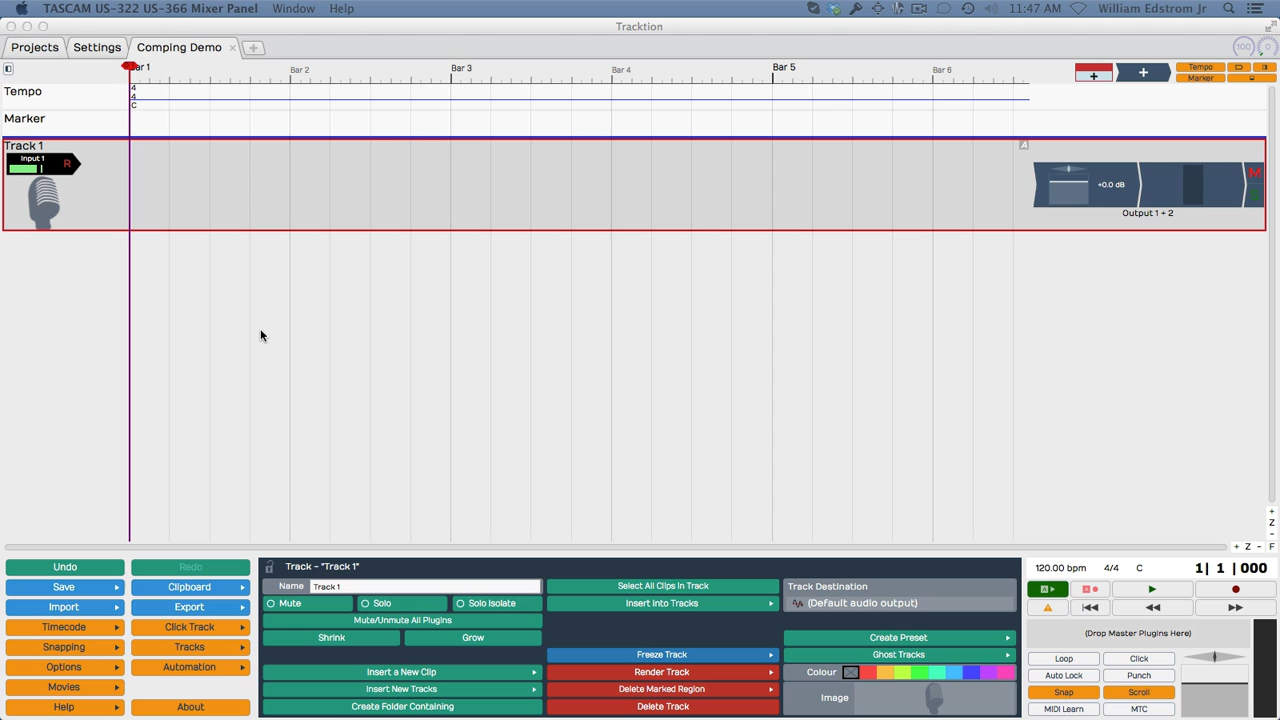 TASCAM US-322 US-366 Mixer Panel Window Help 11:47 AM William Edstrom Jr
Tracktion
Projects Settings Comping Demo
100 0
Bar 1 Bar 2 Bar 3 Bar 4 Bar 5 Bar 6
Tempo
Marker
Tempo
4
4
C
Marker
Track 1
A
Input 1
R
M
+0.0 dB
Output 1 + 2
+
Z
-
+ Z - F
Undo Redo
Save Clipboard
Import Export
Timecode Click Track
Snapping Tracks
Options Automation
Movies
Help About
Track - "Track 1"
Name Track 1
Mute Solo Solo Isolate
Mute/Unmute All Plugins
Shrink Grow
Insert a New Clip
Insert New Tracks
Create Folder Containing
Select All Clips In Track
Insert Into Tracks
Freeze Track
Render Track
Delete Marked Region
Delete Track
Track Destination
(Default audio output)
Create Preset
Ghost Tracks
Colour
Image
120.00 bpm 4/4 C 1| 1 |000
A A
(Drop Master Plugins Here)
Loop Click
Auto Lock Punch
Snap Scroll
MIDI Learn MTC